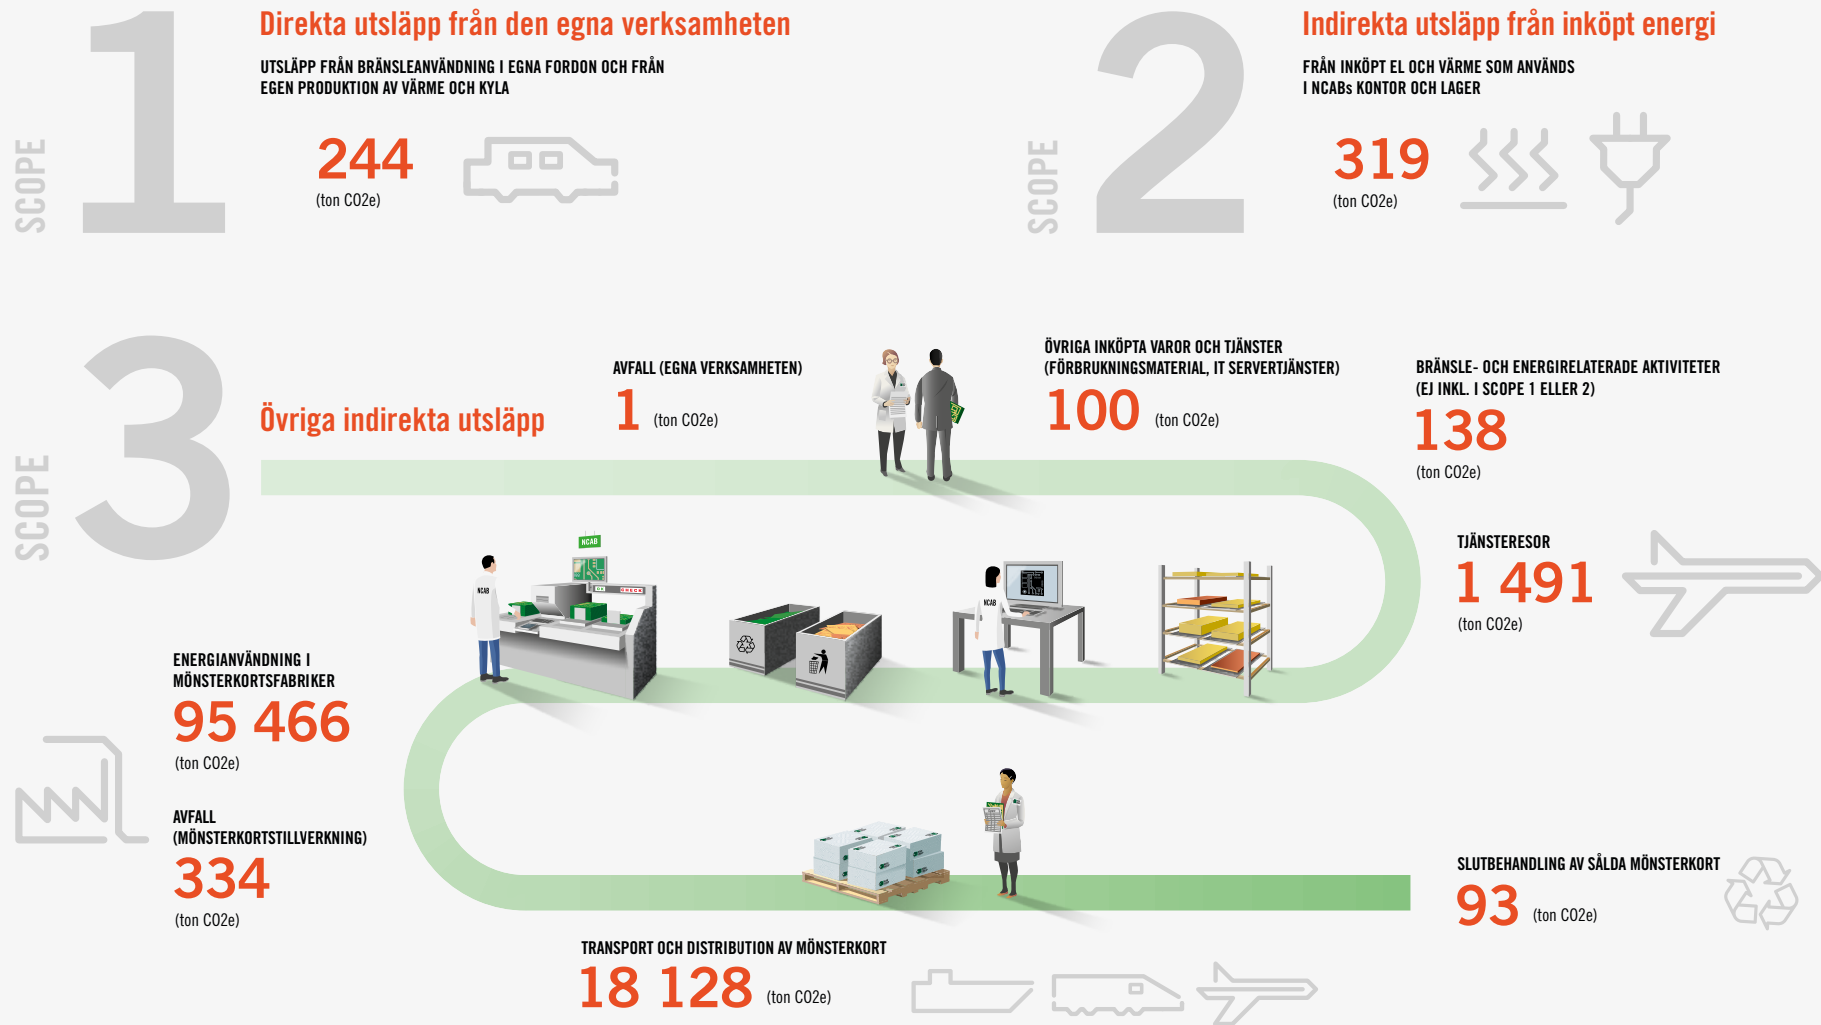 SCOPE
1
Direkta utsläpp från den egna verksamheten
UTSLÄPP FRÅN BRÄNSLEANVÄNDNING I EGNA FORDON OCH FRÅN
EGEN PRODUKTION AV VÄRME OCH KYLA
244
(ton CO2e)
SCOPE
2
Indirekta utsläpp från inköpt energi
FRÅN INKÖPT EL OCH VÄRME SOM ANVÄNDS
I NCABs KONTOR OCH LAGER
319
(ton CO2e)
SCOPE
3
Övriga indirekta utsläpp
AVFALL (EGNA VERKSAMHETEN)
1 (ton CO2e)
ÖVRIGA INKÖPTA VAROR OCH TJÄNSTER
(FÖRBRUKNINGSMATERIAL, IT SERVERTJÄNSTER)
100 (ton CO2e)
BRÄNSLE- OCH ENERGIRELATERADE AKTIVITETER
(EJ INKL. I SCOPE 1 ELLER 2)
138
(ton CO2e)
TJÄNSTERESOR
1 491
(ton CO2e)
NCAB
NCAB
CHECK
NCAB
ENERGIANVÄNDNING I
MÖNSTERKORTSFABRIKER
95 466
(ton CO2e)
AVFALL
(MÖNSTERKORTSTILLVERKNING)
334
(ton CO2e)
TRANSPORT OCH DISTRIBUTION AV MÖNSTERKORT
18 128 (ton CO2e)
SLUTBEHANDLING AV SÅLDA MÖNSTERKORT
93 (ton CO2e)